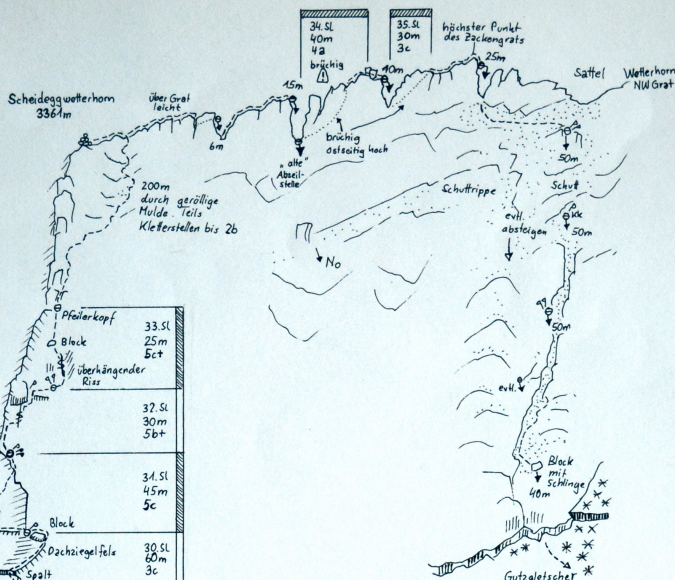 34.Sl
40m
4a
brüchig
35.Sl
30m
3c
höchster Punkt
des Zackengrats
25m
10m
15m
Sattel
Wetterhorn
NW Grat
Scheideggwetterhorn
3361m
über Grat
leicht
6m
"alte"
Abseil-
stelle
brüchig
ostseitig hoch
50m
200m
durch geröllige
Mulde. Teils
Kletterstellen bis 2b
Schuttrippe
Schutt
evtl.
absteigen
50m
No
Pfeilerkopf
Block
überhängender
Riss
33.Sl
25m
5c+
50m
evtl.
32.Sl
30m
5b+
31.Sl
45m
5c
Block
mit
Schlinge
40m
Block
Dachziegelfels
Spalt
30.Sl
60m
3c
Gutzgletscher